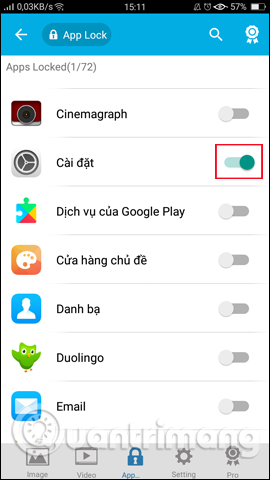 0,03KB/s 15:11 57%
App Lock
Apps Locked(1/72)
Cinemagraph
Cài đặt
Dịch vụ của Google Play
Cửa hàng chủ đề
Danh bạ
Duolingo
Email
Quantrimang
Image Video App... Setting Pro